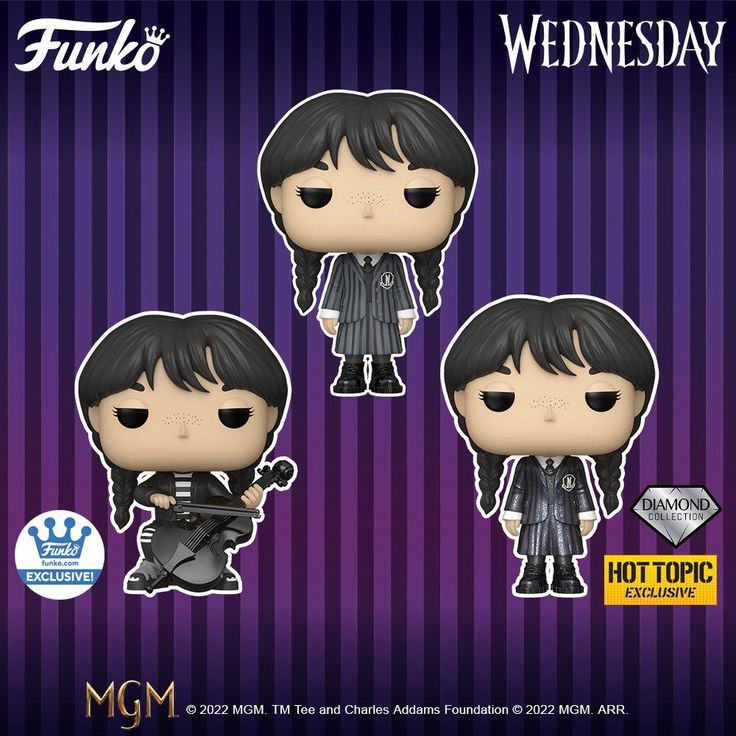 Funko
WEDNESDAY
N
N
Funko
funko.com
EXCLUSIVE!
DIAMOND
COLLECTION
HOT TOPIC
EXCLUSIVE
MGM
© 2022 MGM. TM Tee and Charles Addams Foundation © 2022 MGM. ARR.